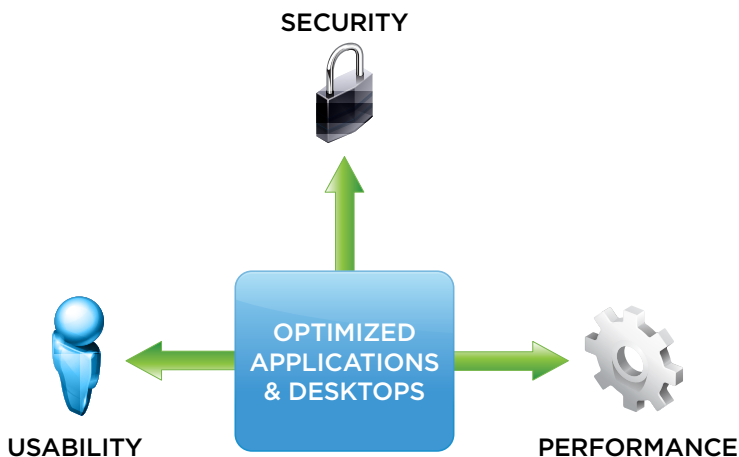 SECURITY
OPTIMIZED
APPLICATIONS
& DESKTOPS
USABILITY
PERFORMANCE